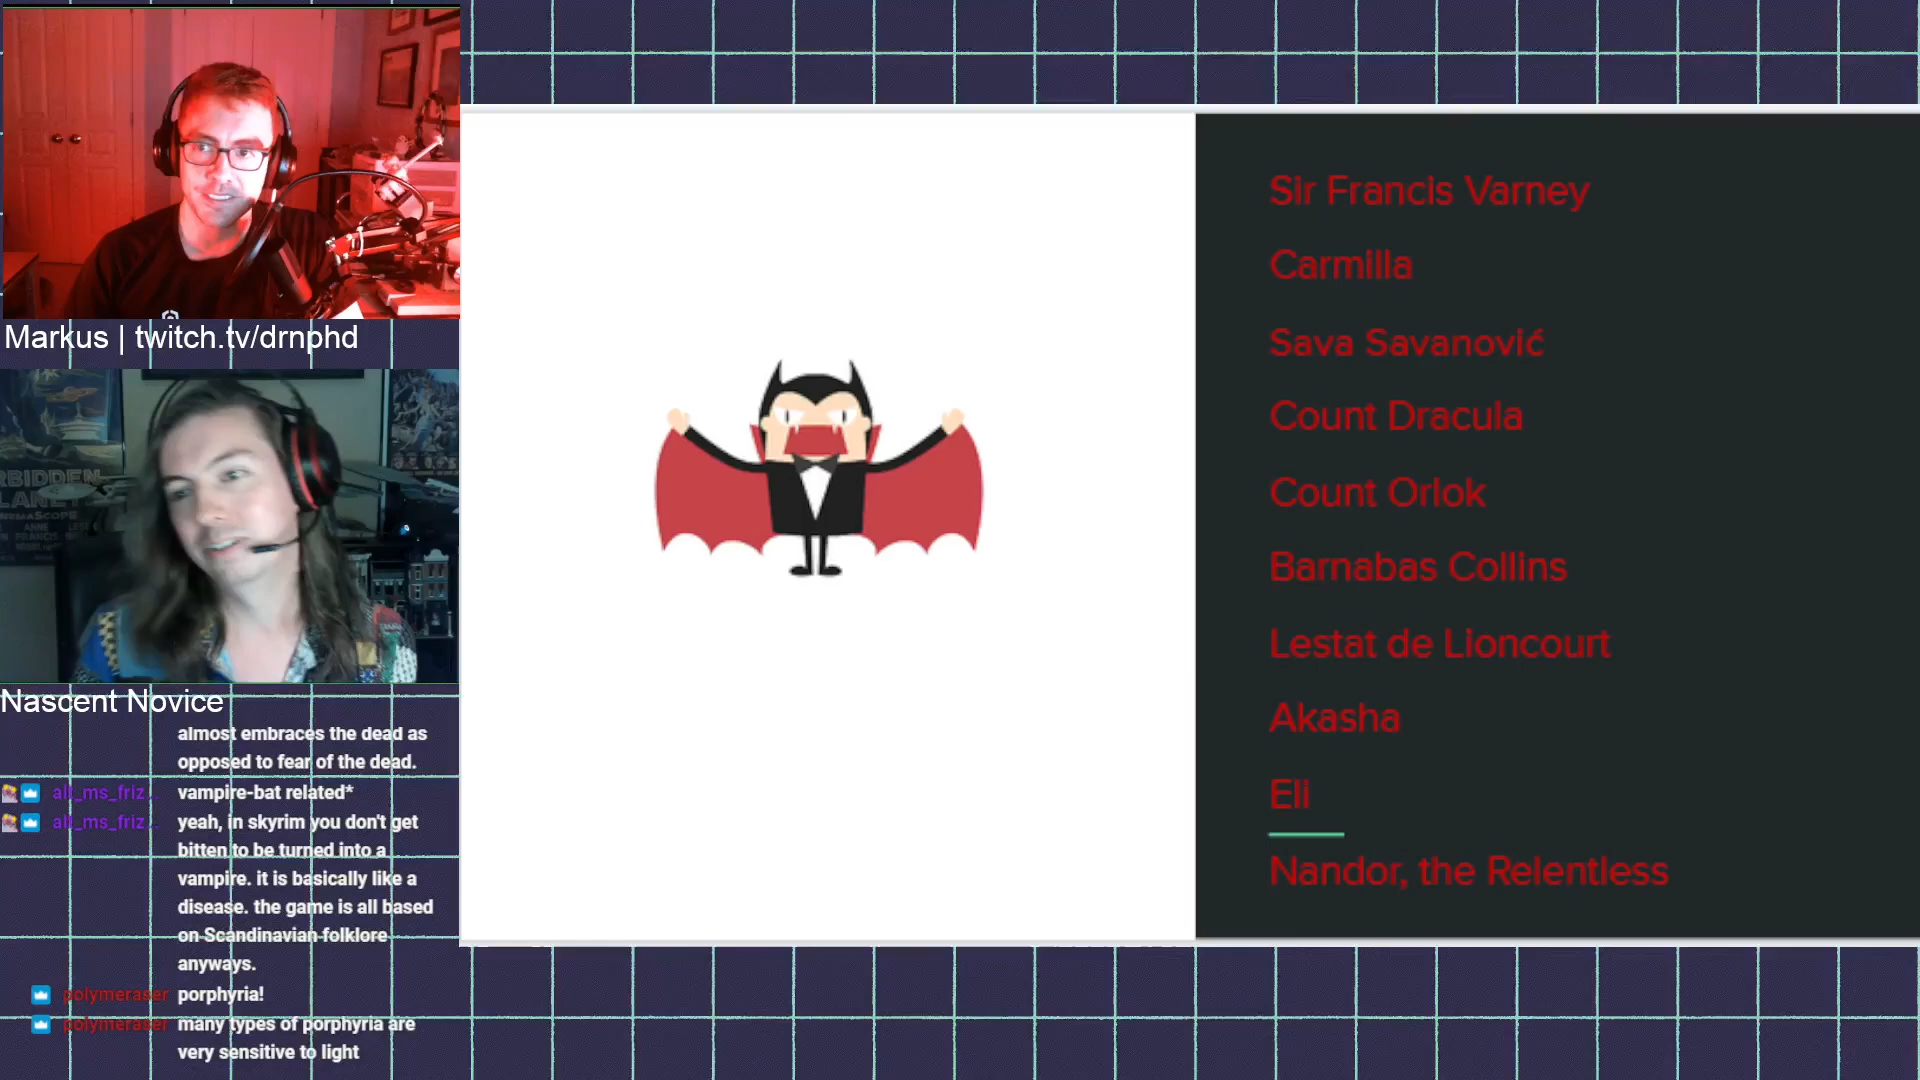 Markus | twitch.tv/drnphd
Nascent Novice
almost embraces the dead as
opposed to fear of the dead.
alt_ms_friz... vampire-bat related*
alt_ms_friz... yeah, in skyrim you don't get
bitten to be turned into a
vampire. it is basically like a
disease. the game is all based
on Scandinavian folklore
anyways.
polymeraser porphyria!
polymeraser many types of porphyria are
very sensitive to light
Sir Francis Varney
Carmilla
Sava Savanović
Count Dracula
Count Orlok
Barnabas Collins
Lestat de Lioncourt
Akasha
Eli
Nandor, the Relentless